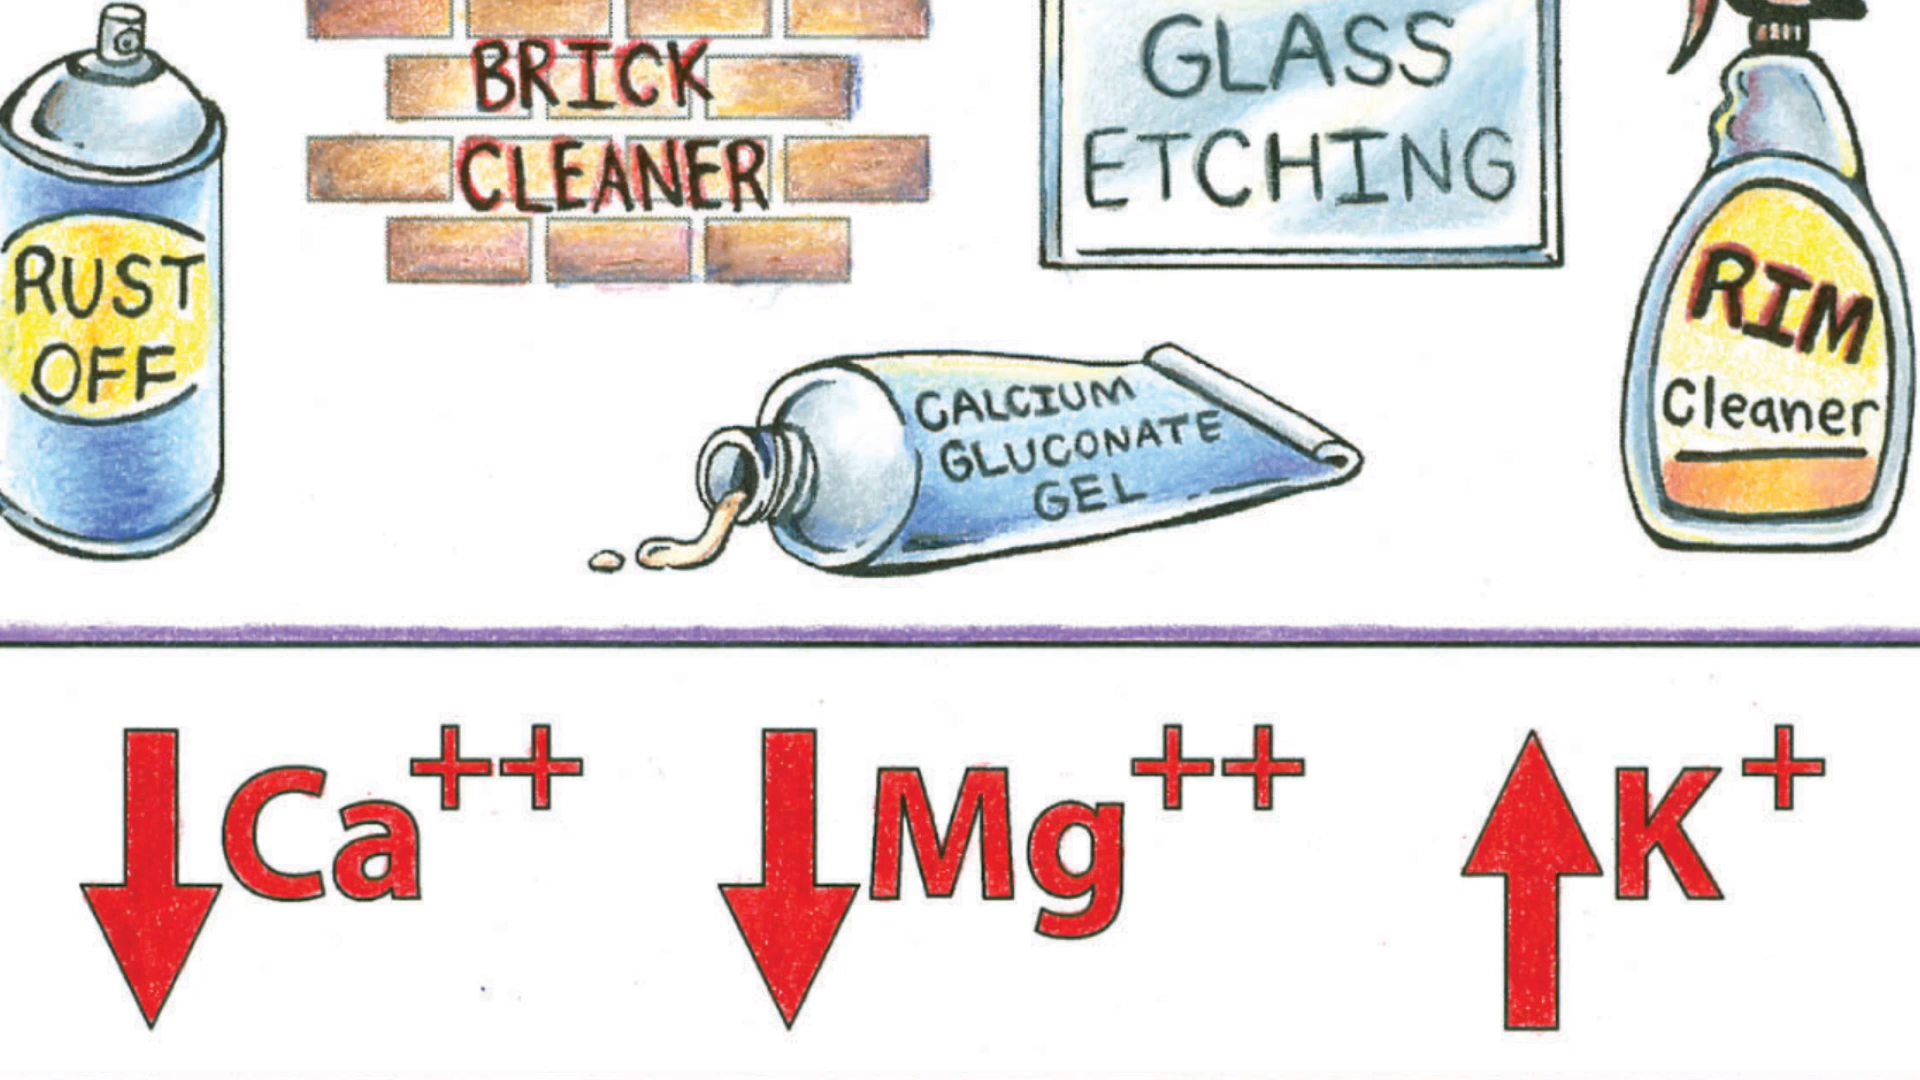 BRICK
CLEANER
GLASS
ETCHING
RUST
OFF
RIM
Cleaner
CALCIUM
GLUCONATE
GEL
Ca++
Mg++
K+